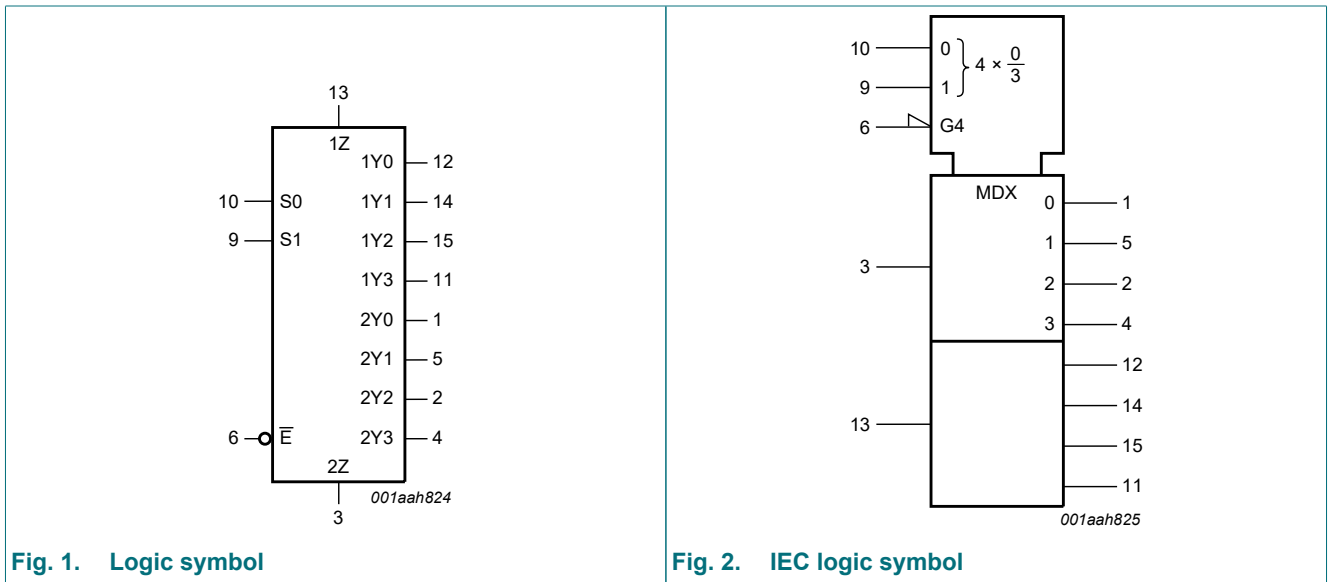 13
1Z
1Y0 12
10 S0 1Y1 14
9 S1 1Y2 15
1Y3 11
2Y0 1
2Y1 5
2Y2 2
6 E̅ 2Y3 4
2Z
001aah824
3
Fig. 1. Logic symbol
10 0
4 × 0/3
9 1
6 G4
MDX
0 1
1 5
3
2 2
3 4
12
14
13
15
11
001aah825
Fig. 2. IEC logic symbol